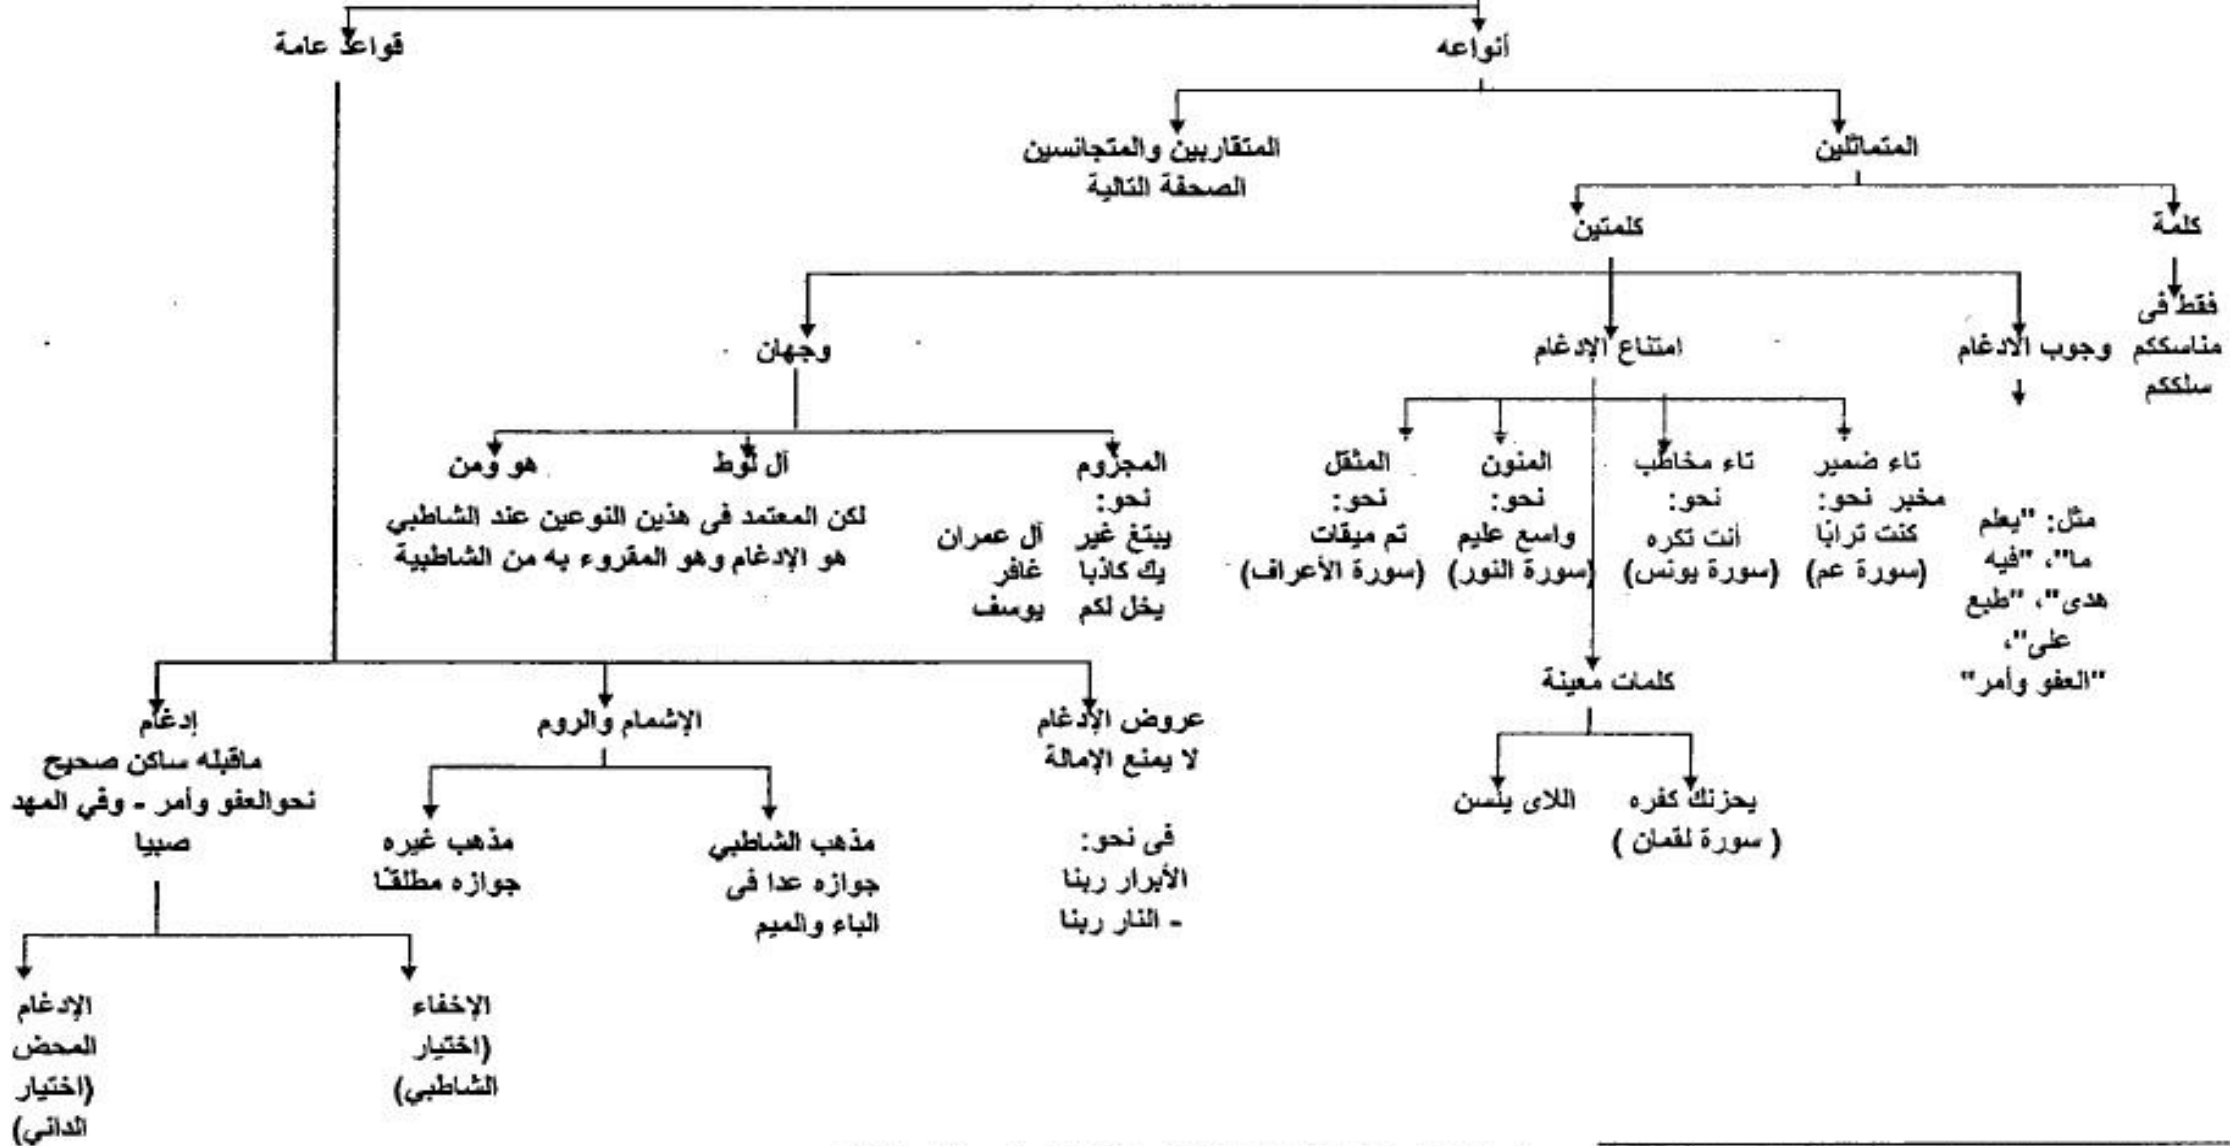 أنواعه
قواعد عامة
المتماثلين
المتقاربين والمتجانسين
الصحفة التالية
كلمة
كلمتين
فقط فى
مناسككم
سلككم
وجوب الادغام
امتناع الإدغام
وجهان
مثل: "يعلم
ما"، "فيه
هدى"، "طبع
على"،
"العفو وأمر"
تاء ضمير
مخبر نحو:
كنت ترابًا
(سورة عم)
تاء مخاطب
نحو:
أنت تكره
(سورة يونس)
المنون
نحو:
واسع عليم
(سورة النور)
المثقل
نحو:
تم ميقات
(سورة الأعراف)
كلمات معينة
يحزنك كفره
( سورة لقمان )
اللاى يئسن
المجزوم
نحو:
يبتغ غير آل عمران
يك كاذبا غافر
يخل لكم يوسف
آل لوط
هو ومن
لكن المعتمد فى هذين النوعين عند الشاطبي
هو الإدغام وهو المقروء به من الشاطبية
عروض الإدغام
لا يمنع الإمالة
فى نحو:
الأبرار ربنا
- النار ربنا
الإشمام والروم
مذهب الشاطبي
جوازه عدا فى
الباء والميم
مذهب غيره
جوازه مطلقًا
إدغام
ماقبله ساكن صحيح
نحوالعفو وأمر - وفي المهد
صبيا
الإخفاء
(اختيار
الشاطبي)
الإدغام
المحض
(اختيار
الداني)